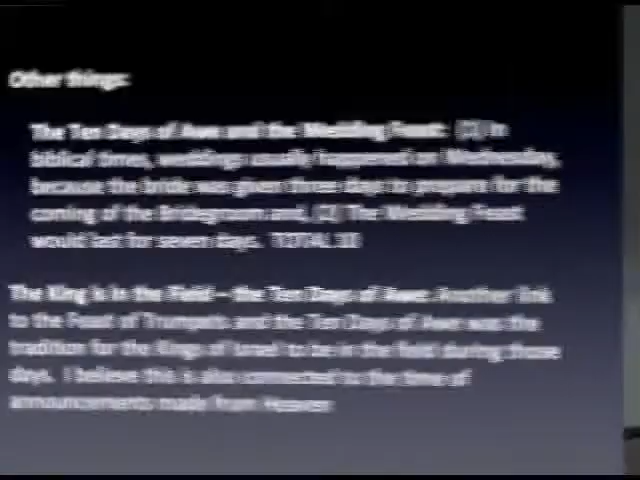 Other things:
The Ten Days of Awe and the Wedding Feast: [1] In
biblical times, weddings usually happened on Wednesday,
because the bride was given three days to prepare for the
coming of the Bridegroom and, [2] The Wedding Feast
would last for seven days. TOTAL 10
The King is in the Field – the Ten Days of Awe. Another link
to the Feast of Trumpets and the Ten Days of Awe was the
tradition for the Kings of Israel to be in the field during those
days. I believe this is also connected to the time of
announcements made from Heaven